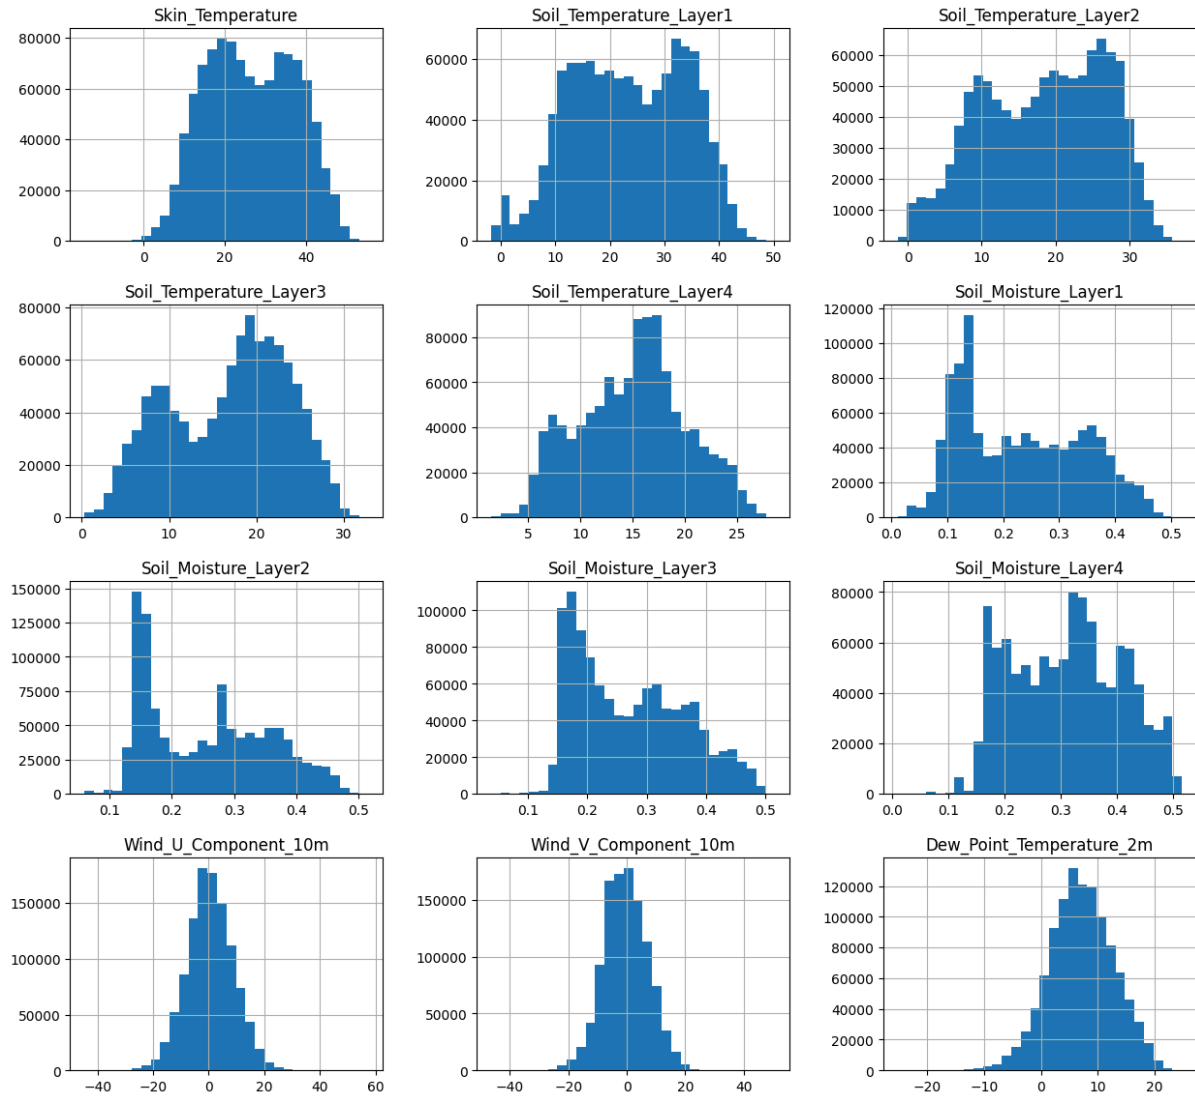 Skin_Temperature
80000
60000
40000
20000
0
0 20 40
Soil_Temperature_Layer1
60000
40000
20000
0
0 10 20 30 40 50
Soil_Temperature_Layer2
60000
50000
40000
30000
20000
10000
0
0 10 20 30
Soil_Temperature_Layer3
80000
60000
40000
20000
0
0 10 20 30
Soil_Temperature_Layer4
80000
60000
40000
20000
0
5 10 15 20 25
Soil_Moisture_Layer1
120000
100000
80000
60000
40000
20000
0
0.0 0.1 0.2 0.3 0.4 0.5
Soil_Moisture_Layer2
150000
125000
100000
75000
50000
25000
0
0.1 0.2 0.3 0.4 0.5
Soil_Moisture_Layer3
100000
80000
60000
40000
20000
0
0.1 0.2 0.3 0.4 0.5
Soil_Moisture_Layer4
80000
60000
40000
20000
0
0.0 0.1 0.2 0.3 0.4 0.5
Wind_U_Component_10m
150000
100000
50000
0
−40 −20 0 20 40 60
Wind_V_Component_10m
150000
100000
50000
0
−40 −20 0 20 40
Dew_Point_Temperature_2m
120000
100000
80000
60000
40000
20000
0
−20 −10 0 10 20